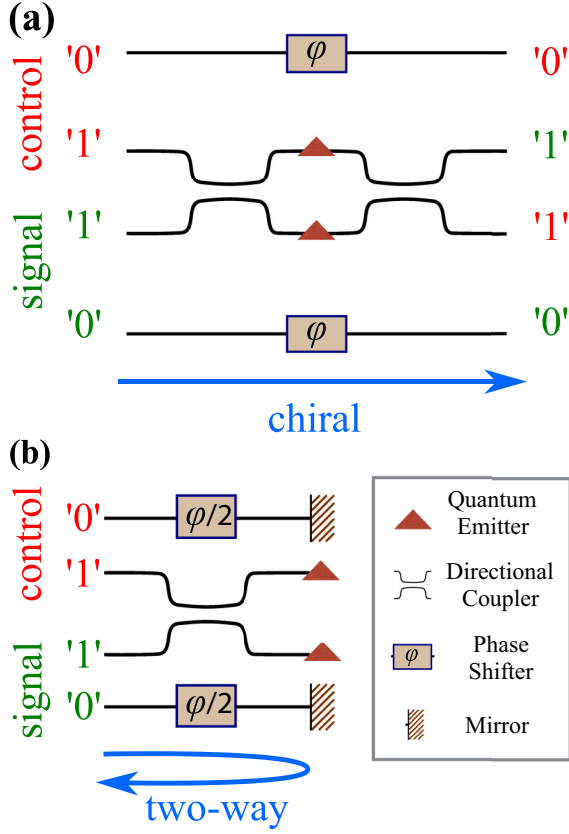 (a)
control
signal
'0' φ '0'
'1' '1'
'1' '1'
'0' φ '0'
chiral
(b)
control
signal
'0' φ/2
'1'
'1'
'0' φ/2
two-way
Quantum
Emitter
Directional
Coupler
φ Phase
Shifter
Mirror